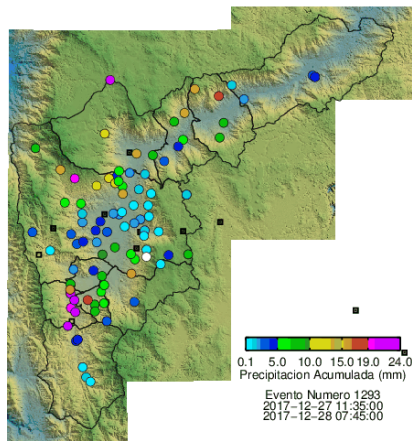 0.1 5.0 10.0 15.0 19.0 24.0
Precipitacion Acumulada (mm)
Evento Numero 1293
2017-12-27 11:35:00
2017-12-28 07:45:00